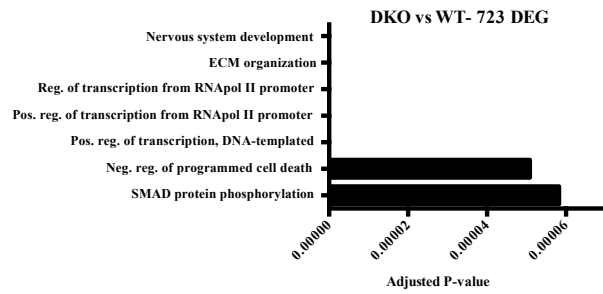 DKO vs WT- 723 DEG
Nervous system development
ECM organization
Reg. of transcription from RNApol II promoter
Pos. reg. of transcription from RNApol II promoter
Pos. reg. of transcription, DNA-templated
Neg. reg. of programmed cell death
SMAD protein phosphorylation
0.00000
0.00002
0.00004
0.00006
Adjusted P-value